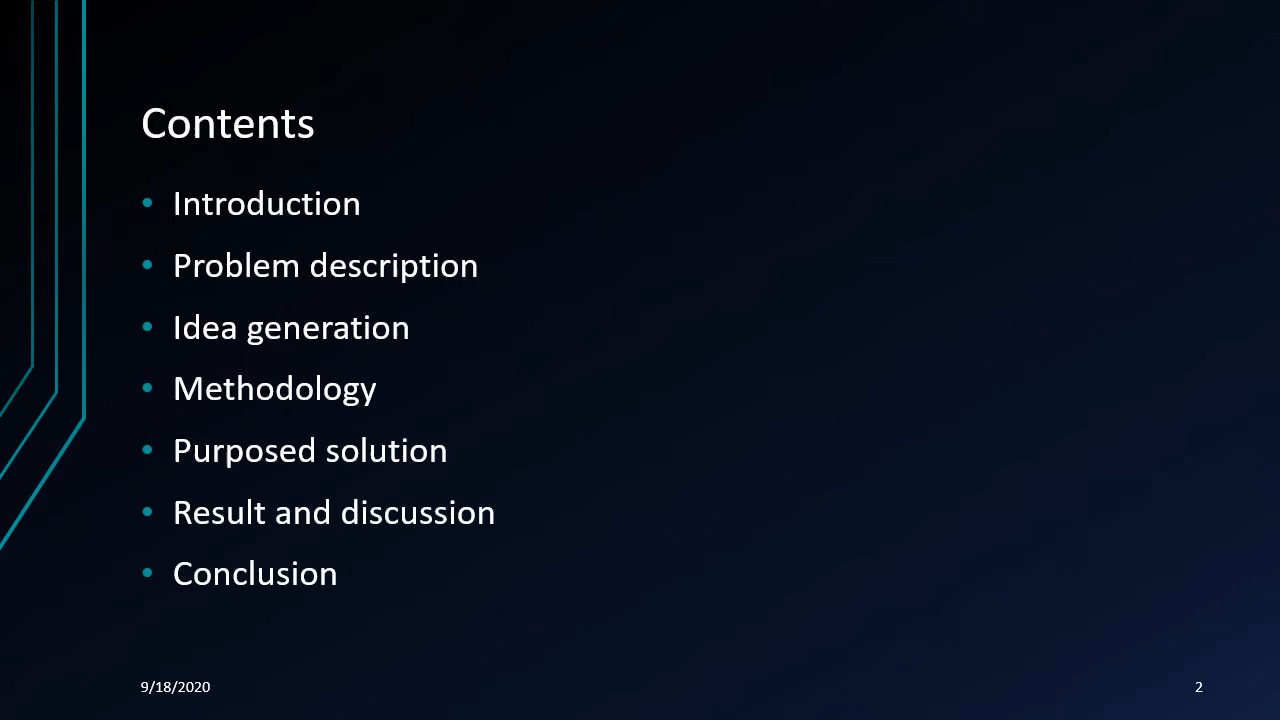 Contents
• Introduction
• Problem description
• Idea generation
• Methodology
• Purposed solution
• Result and discussion
• Conclusion
9/18/2020
2